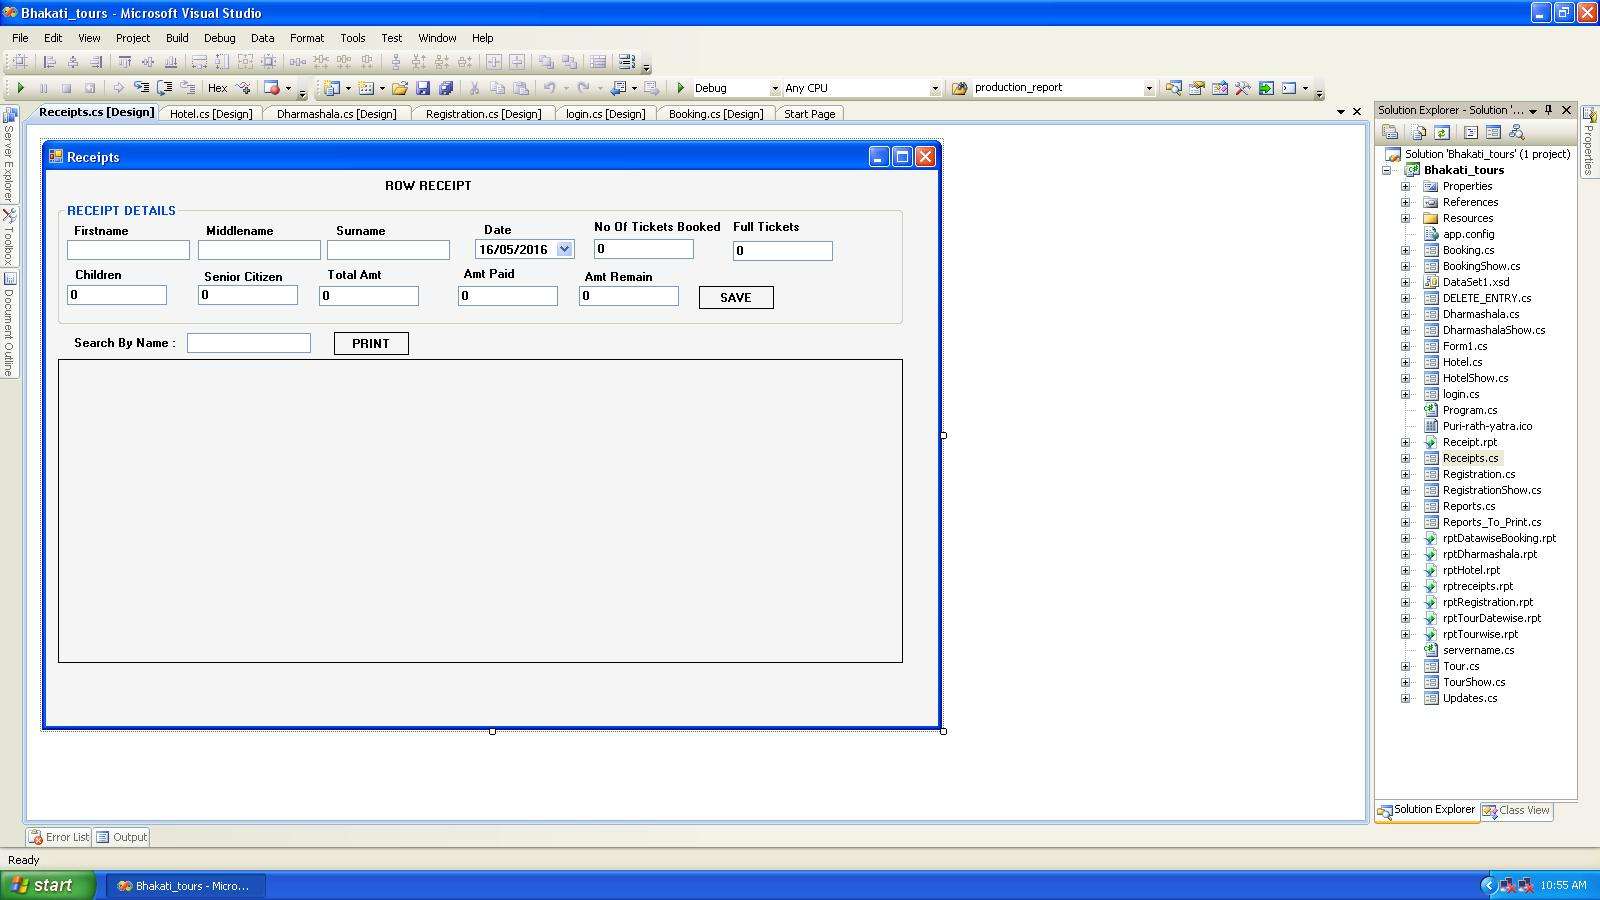 Bhakati_tours - Microsoft Visual Studio
File Edit View Project Build Debug Data Format Tools Test Window Help
Hex Debug Any CPU production_report
Receipts.cs [Design] Hotel.cs [Design] Dharmashala.cs [Design] Registration.cs [Design] login.cs [Design] Booking.cs [Design] Start Page
Server Explorer
Toolbox
Document Outline
Receipts
ROW RECEIPT
RECEIPT DETAILS
Firstname Middlename Surname Date No Of Tickets Booked Full Tickets
16/05/2016 0 0
Children Senior Citizen Total Amt Amt Paid Amt Remain
0 0 0 0 0 SAVE
Search By Name : PRINT
Solution Explorer - Solution '...
Solution 'Bhakati_tours' (1 project)
Bhakati_tours
Properties
References
Resources
app.config
Booking.cs
BookingShow.cs
DataSet1.xsd
DELETE_ENTRY.cs
Dharmashala.cs
DharmashalaShow.cs
Form1.cs
Hotel.cs
HotelShow.cs
login.cs
Program.cs
Puri-rath-yatra.ico
Receipt.rpt
Receipts.cs
Registration.cs
RegistrationShow.cs
Reports.cs
Reports_To_Print.cs
rptDatawiseBooking.rpt
rptDharmashala.rpt
rptHotel.rpt
rptreceipts.rpt
rptRegistration.rpt
rptTourDatewise.rpt
rptTourwise.rpt
servername.cs
Tour.cs
TourShow.cs
Updates.cs
Solution Explorer Class View
Properties
Error List Output
Ready
start Bhakati_tours - Micro... 10:55 AM